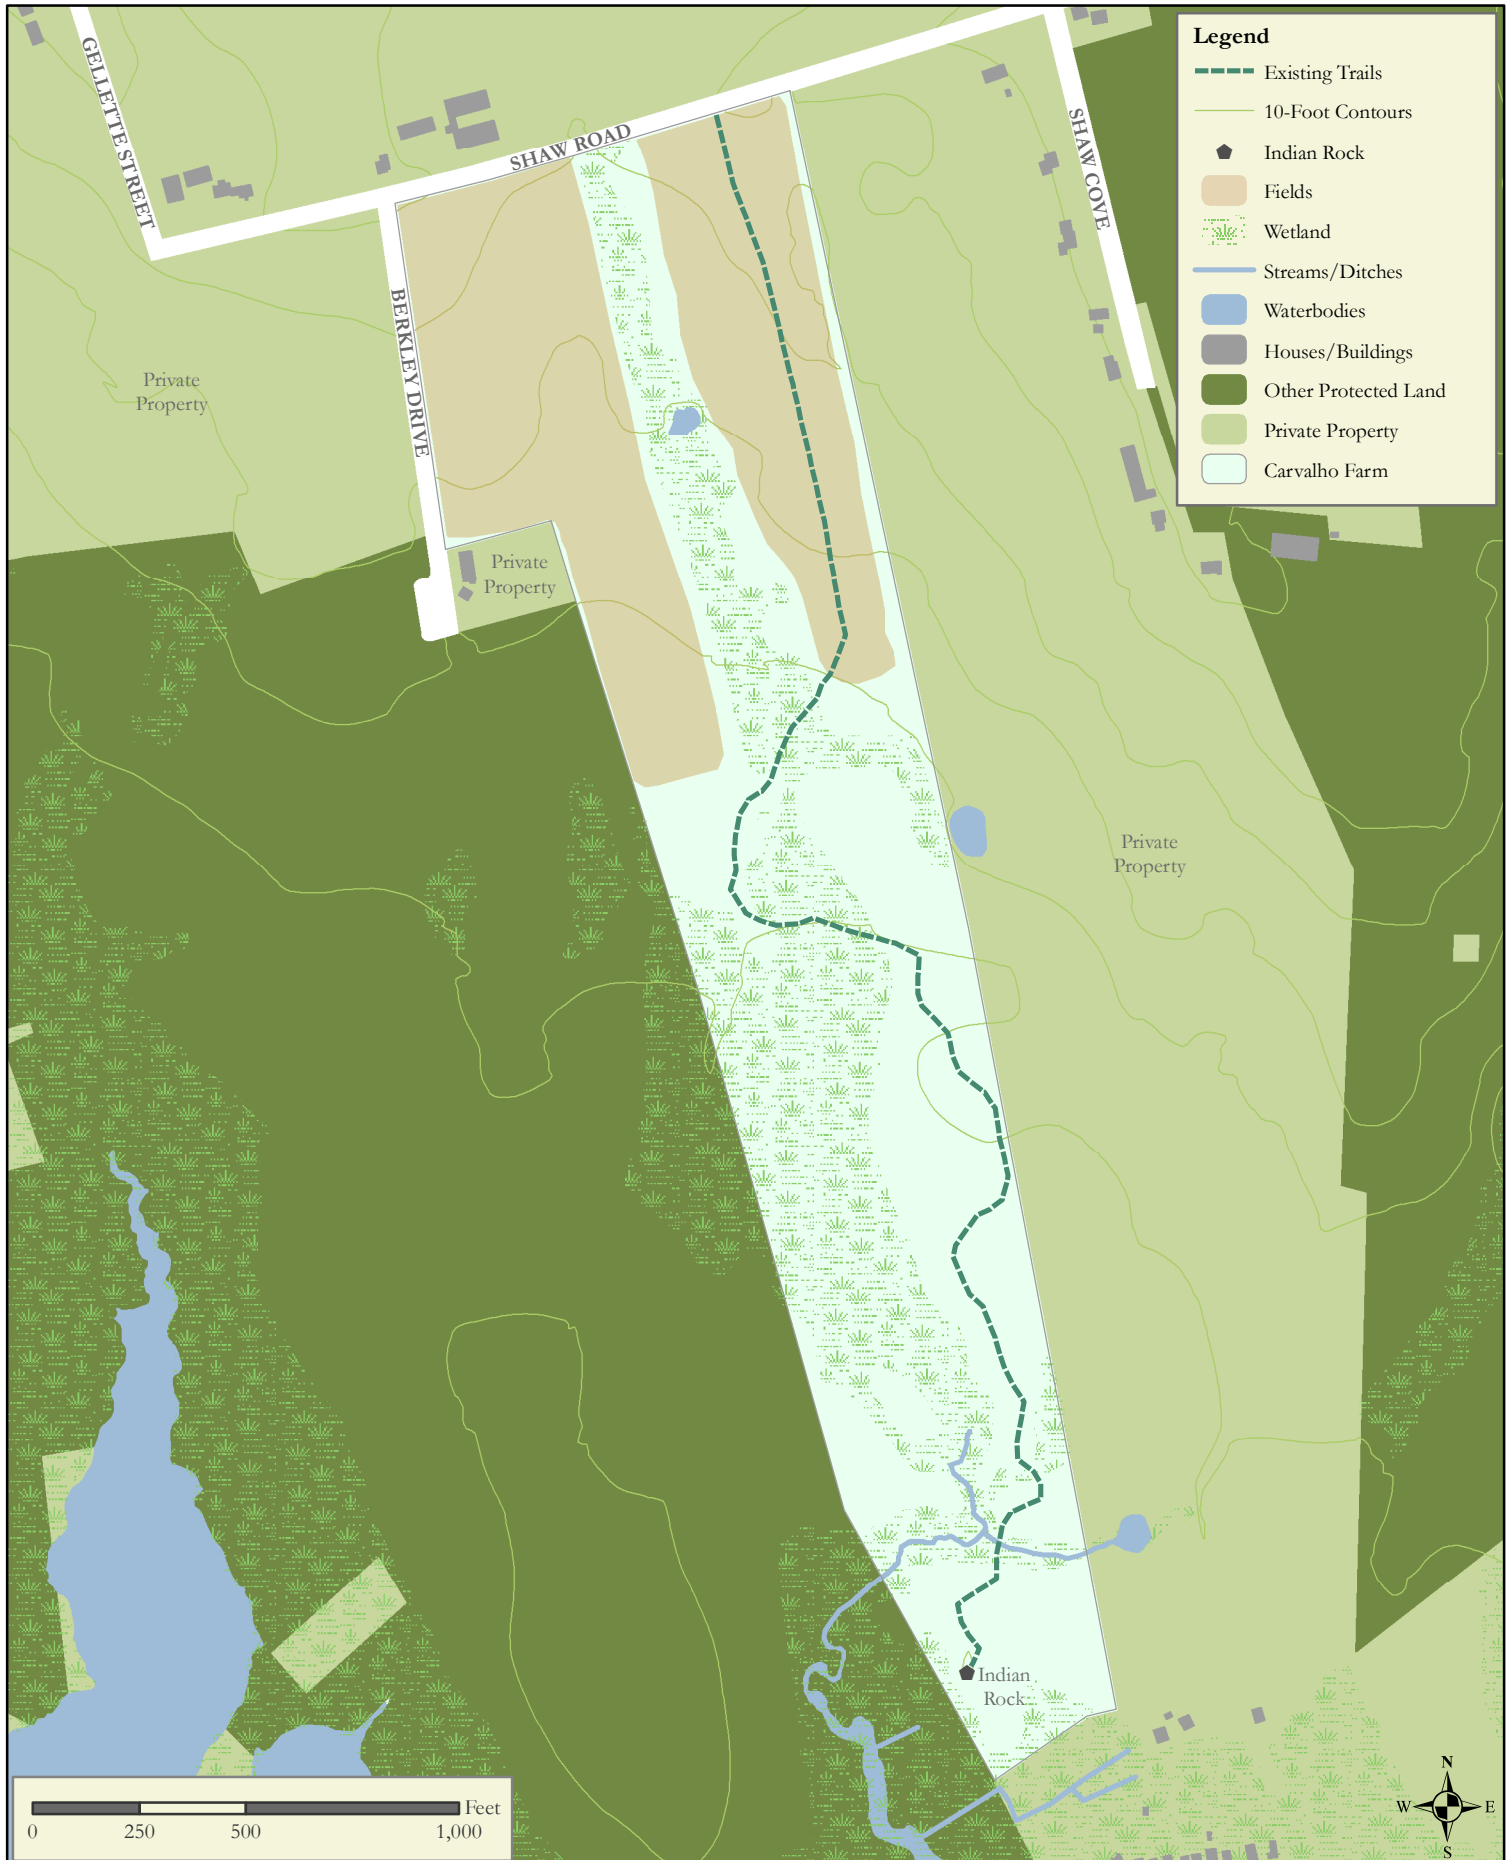 Legend
Existing Trails
10-Foot Contours
Indian Rock
Fields
Wetland
Streams/Ditches
Waterbodies
Houses/Buildings
Other Protected Land
Private Property
Carvalho Farm
GELLETTE STREET
SHAW ROAD
SHAW COVE
BERKLEY DRIVE
Private
Property
Private
Property
Private
Property
Indian
Rock
Feet
0 250 500 1,000
N
W E
S